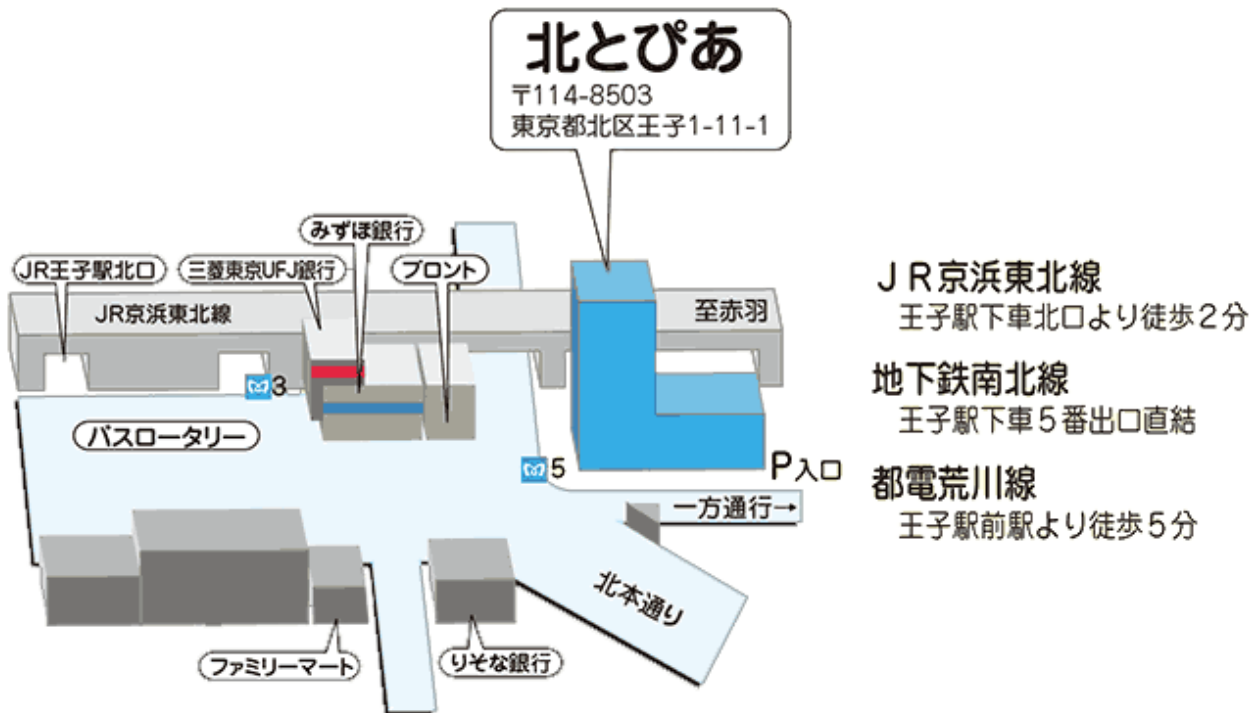 北とぴあ
〒114-8503
東京都北区王子1-11-1
みずほ銀行
JR王子駅北口
三菱東京UFJ銀行
プロント
JR京浜東北線
至赤羽
3
バスロータリー
5
P入口
一方通行→
北本通り
ファミリーマート
りそな銀行
JR京浜東北線
王子駅下車北口より徒歩2分
地下鉄南北線
王子駅下車5番出口直結
都電荒川線
王子駅前駅より徒歩5分